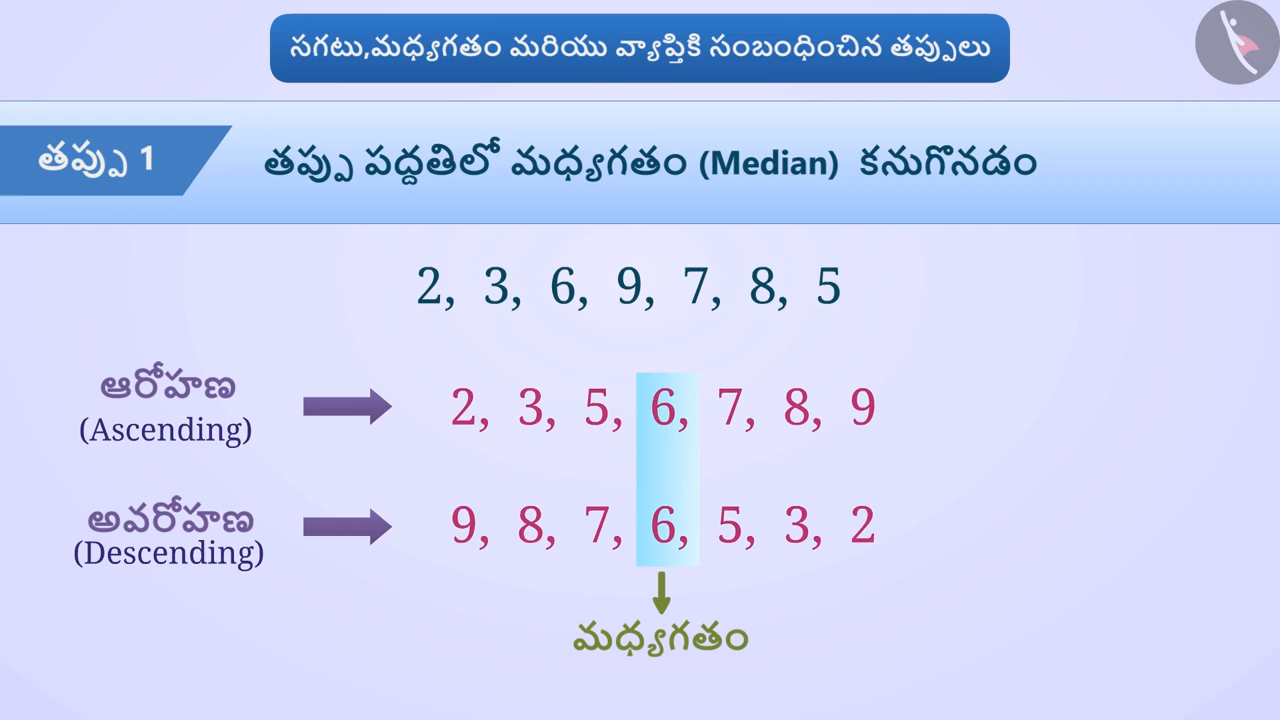 సగటు,మధ్యగతం మరియు వ్యాప్తికి సంబంధించిన తప్పులు
తప్పు 1
తప్పు పద్దతిలో మధ్యగతం (Median) కనుగొనడం
2, 3, 6, 9, 7, 8, 5
ఆరోహణ
(Ascending)
2, 3, 5, 6, 7, 8, 9
అవరోహణ
(Descending)
9, 8, 7, 6, 5, 3, 2
మధ్యగతం